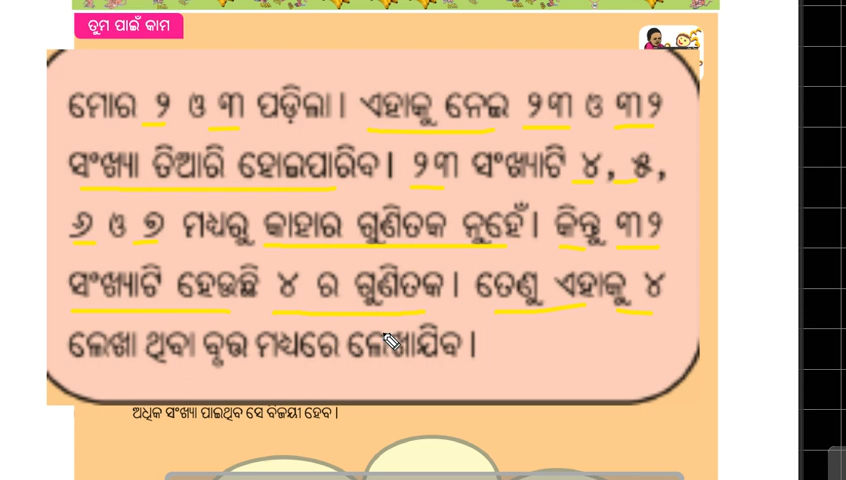 ତୁମ ପାଇଁ କାମ
ମୋର ୨ ଓ ୩ ପଡ଼ିଲା। ଏହାକୁ ନେଇ ୨୩ ଓ ୩୨
ସଂଖ୍ୟା ତିଆରି ହୋଇପାରିବ। ୨୩ ସଂଖ୍ୟାଟି ୪, ୫,
୬ ଓ ୭ ମଧ୍ୟରୁ କାହାର ଗୁଣିତକ ନୁହେଁ। କିନ୍ତୁ ୩୨
ସଂଖ୍ୟାଟି ହେଉଛି ୪ ର ଗୁଣିତକ। ତେଣୁ ଏହାକୁ ୪
ଲେଖା ଥିବା ବୃତ୍ତ ମଧ୍ୟରେ ଲେଖାଯିବ।
ଅଧିକ ସଂଖ୍ୟା ପାଇଥିବ ସେ ବିଜୟୀ ହେବ।